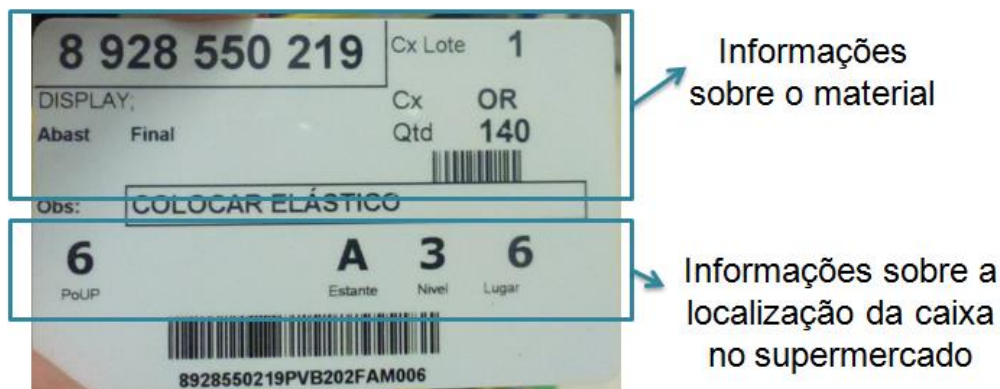 8 928 550 219 Cx Lote 1
DISPLAY; Cx OR
Abast Final Qtd 140
Obs: COLOCAR ELÁSTICO
6 A 3 6
PoUP Estante Nivel Lugar
8928550219PVB202FAM006
Informações
sobre o material
Informações sobre a
localização da caixa
no supermercado